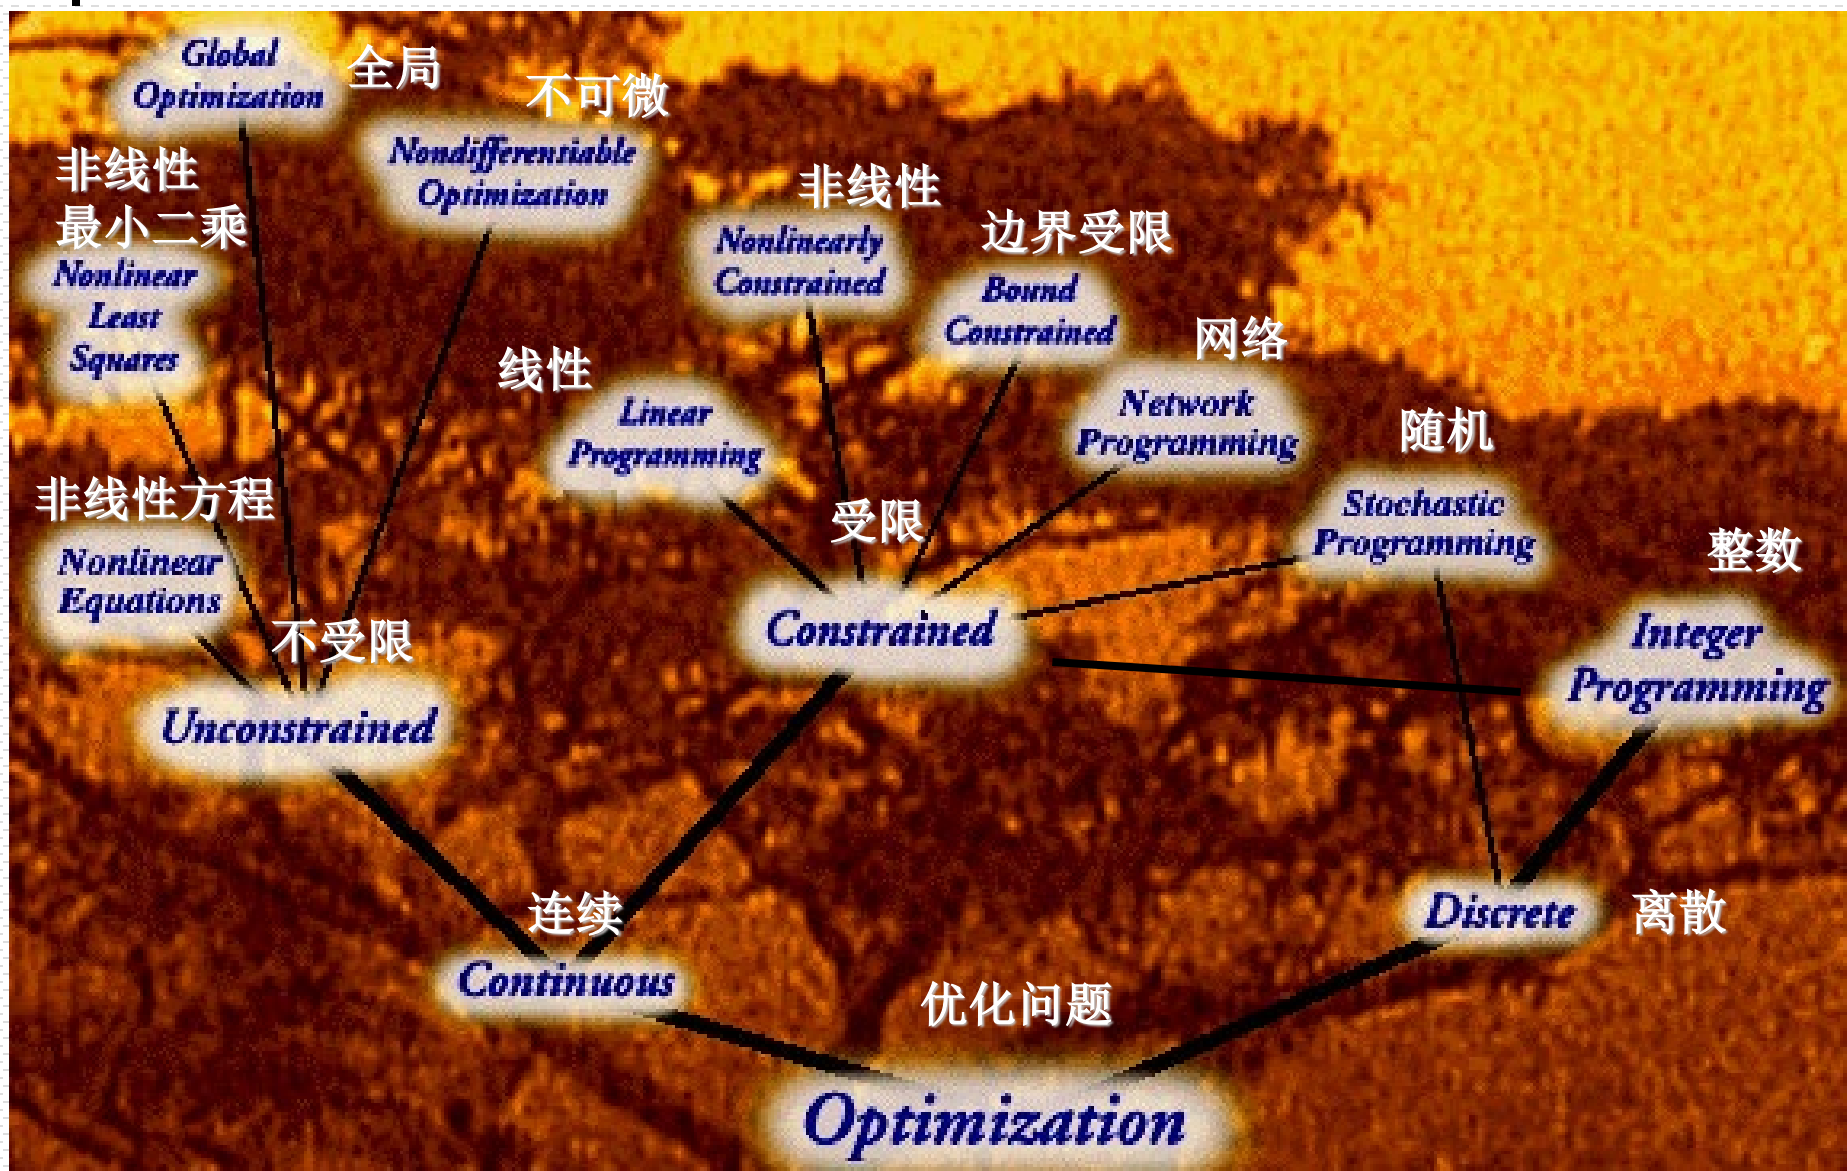 Global
Optimization
全局
不可微
Nondifferentiable
Optimization
非线性
最小二乘
Nonlinear
Least
Squares
非线性
Nonlinearly
Constrained
边界受限
Bound
Constrained
网络
Network
Programming
线性
Linear
Programming
随机
Stochastic
Programming
非线性方程
Nonlinear
Equations
受限
Constrained
整数
Integer
Programming
不受限
Unconstrained
连续
Continuous
Discrete
离散
优化问题
Optimization